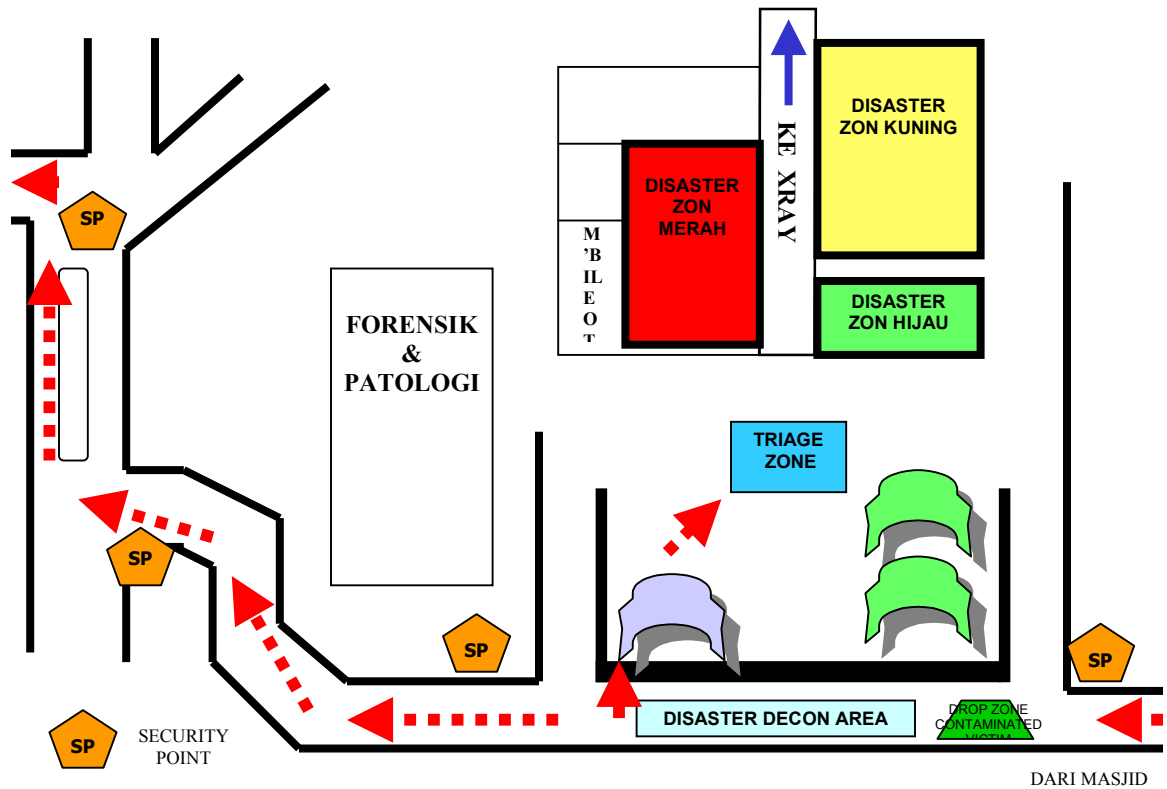 KE XRAY
DISASTER
ZON KUNING
DISASTER
ZON
MERAH
SP
M
'B
IL
E
O
T
DISASTER
ZON HIJAU
FORENSIK
&
PATOLOGI
TRIAGE
ZONE
SP
SP
SP
DISASTER DECON AREA
DROP ZONE
CONTAMINATED
VICTIM
SP
SECURITY
POINT
DARI MASJID